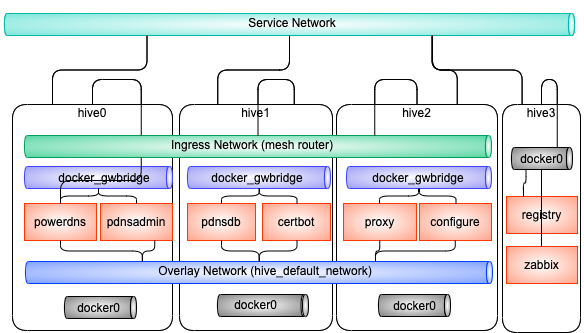 Service Network
hive0
hive1
hive2
hive3
Ingress Network (mesh router)
docker0
docker_gwbridge
docker_gwbridge
docker_gwbridge
powerdns
pdnsadmin
pdnsdb
certbot
proxy
configure
registry
Overlay Network (hive_default_network)
zabbix
docker0
docker0
docker0